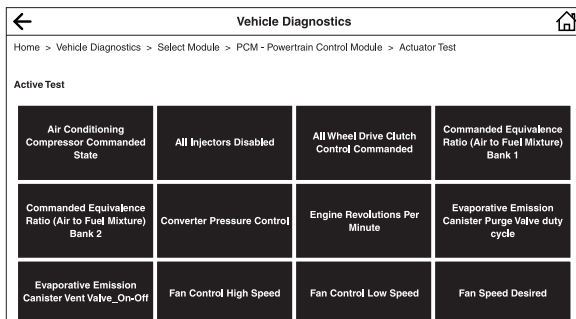 Vehicle Diagnostics
Home > Vehicle Diagnostics > Select Module > PCM - Powertrain Control Module > Actuator Test
Active Test
Air Conditioning
Compressor Commanded
State
All Injectors Disabled
All Wheel Drive Clutch
Control Commanded
Commanded Equivalence
Ratio (Air to Fuel Mixture)
Bank 1
Commanded Equivalence
Ratio (Air to Fuel Mixture)
Bank 2
Converter Pressure Control
Engine Revolutions Per
Minute
Evaporative Emission
Canister Purge Valve duty
cycle
Evaporative Emission
Canister Vent Valve_On-Off
Fan Control High Speed
Fan Control Low Speed
Fan Speed Desired